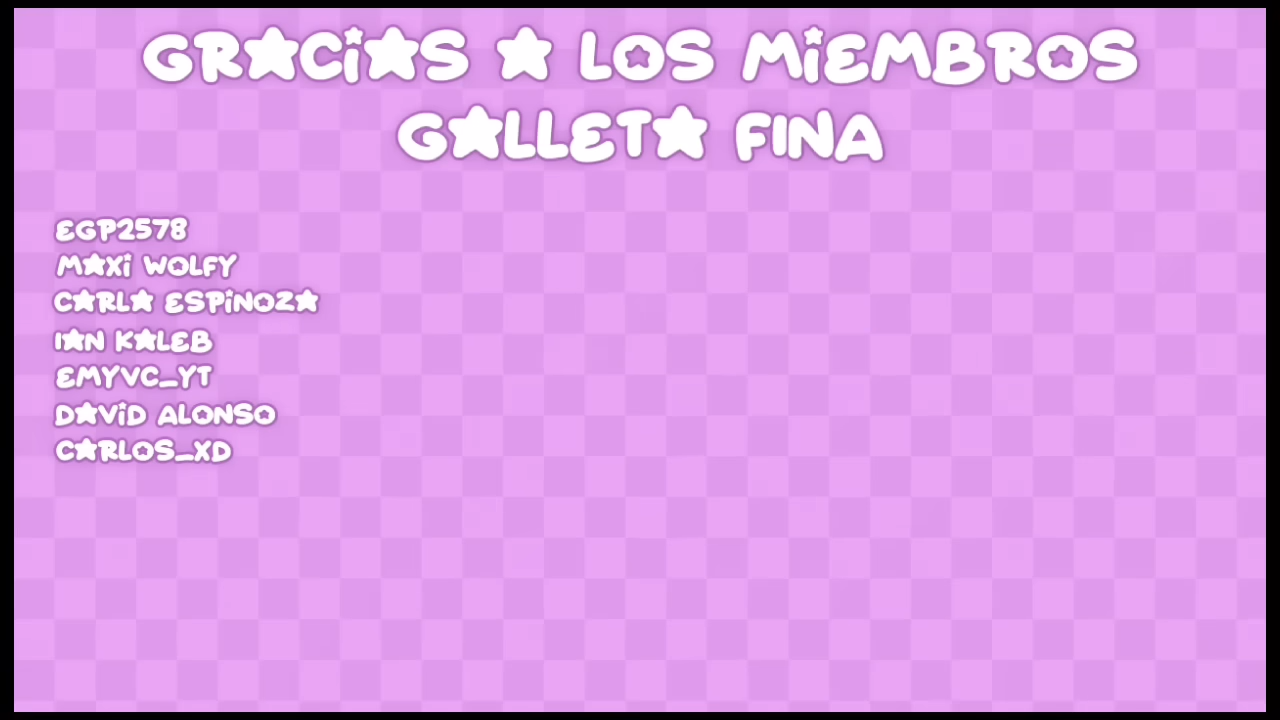 GRACiAS A LOS MiEMBROS
GALLETA FINA
EGP2578
MAXi WOLFY
CARLA ESPiNOZA
IAN KALEB
EMYVC_YT
DAViD ALONSO
CARLOS_XD